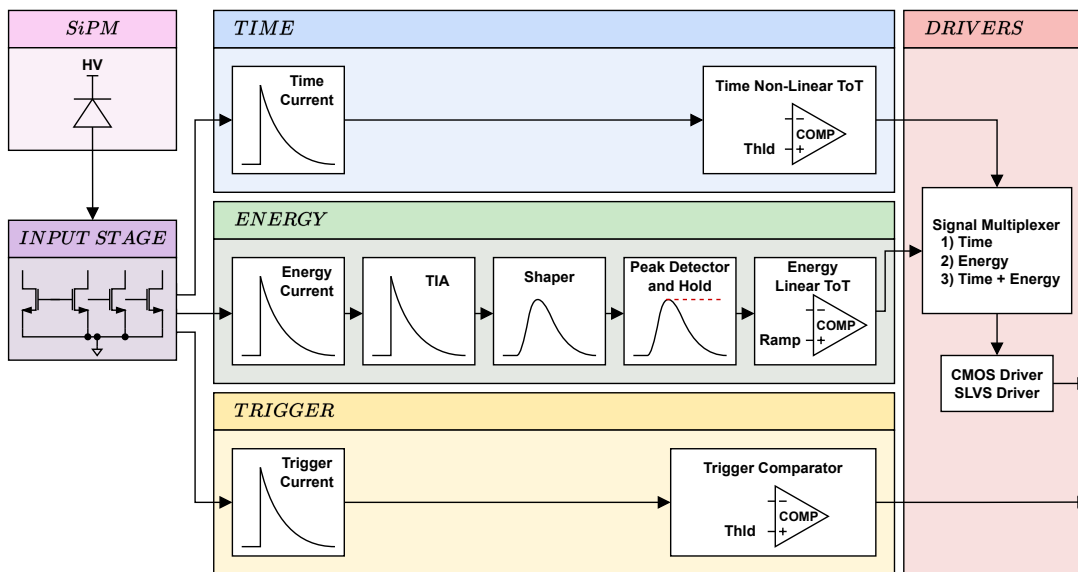 SiPM
HV
INPUT STAGE
TIME
Time
Current
Time Non-Linear ToT
−
COMP
Thld
+
ENERGY
Energy
Current
TIA
Shaper
Peak Detector
and Hold
Energy
Linear ToT
−
COMP
Ramp
+
TRIGGER
Trigger
Current
Trigger Comparator
−
COMP
Thld
+
DRIVERS
Signal Multiplexer
1) Time
2) Energy
3) Time + Energy
CMOS Driver
SLVS Driver